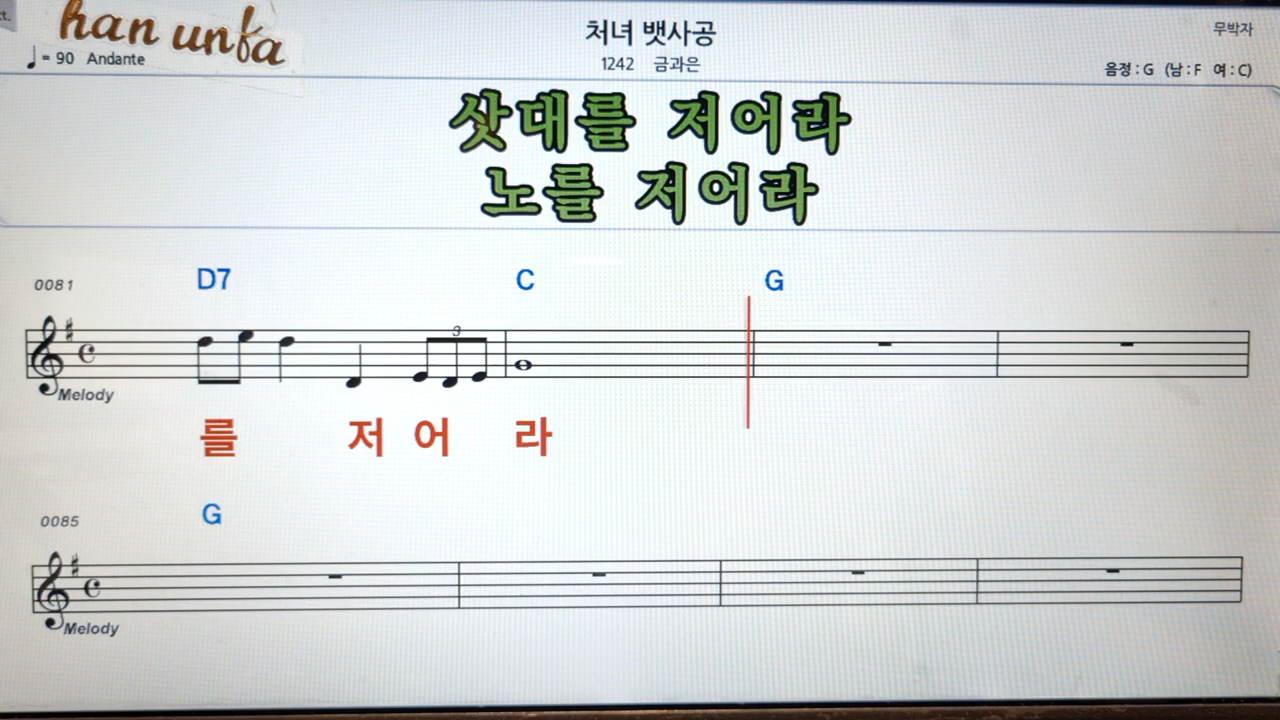 han unfa
처녀 뱃사공
무박자
♩= 90 Andante
1242 금과은
음정 : G (남 : F 여 : C)
삿대를 저어라
노를 저어라
0081 D7 C G
3
Melody
를 저 어 라
0085 G
Melody